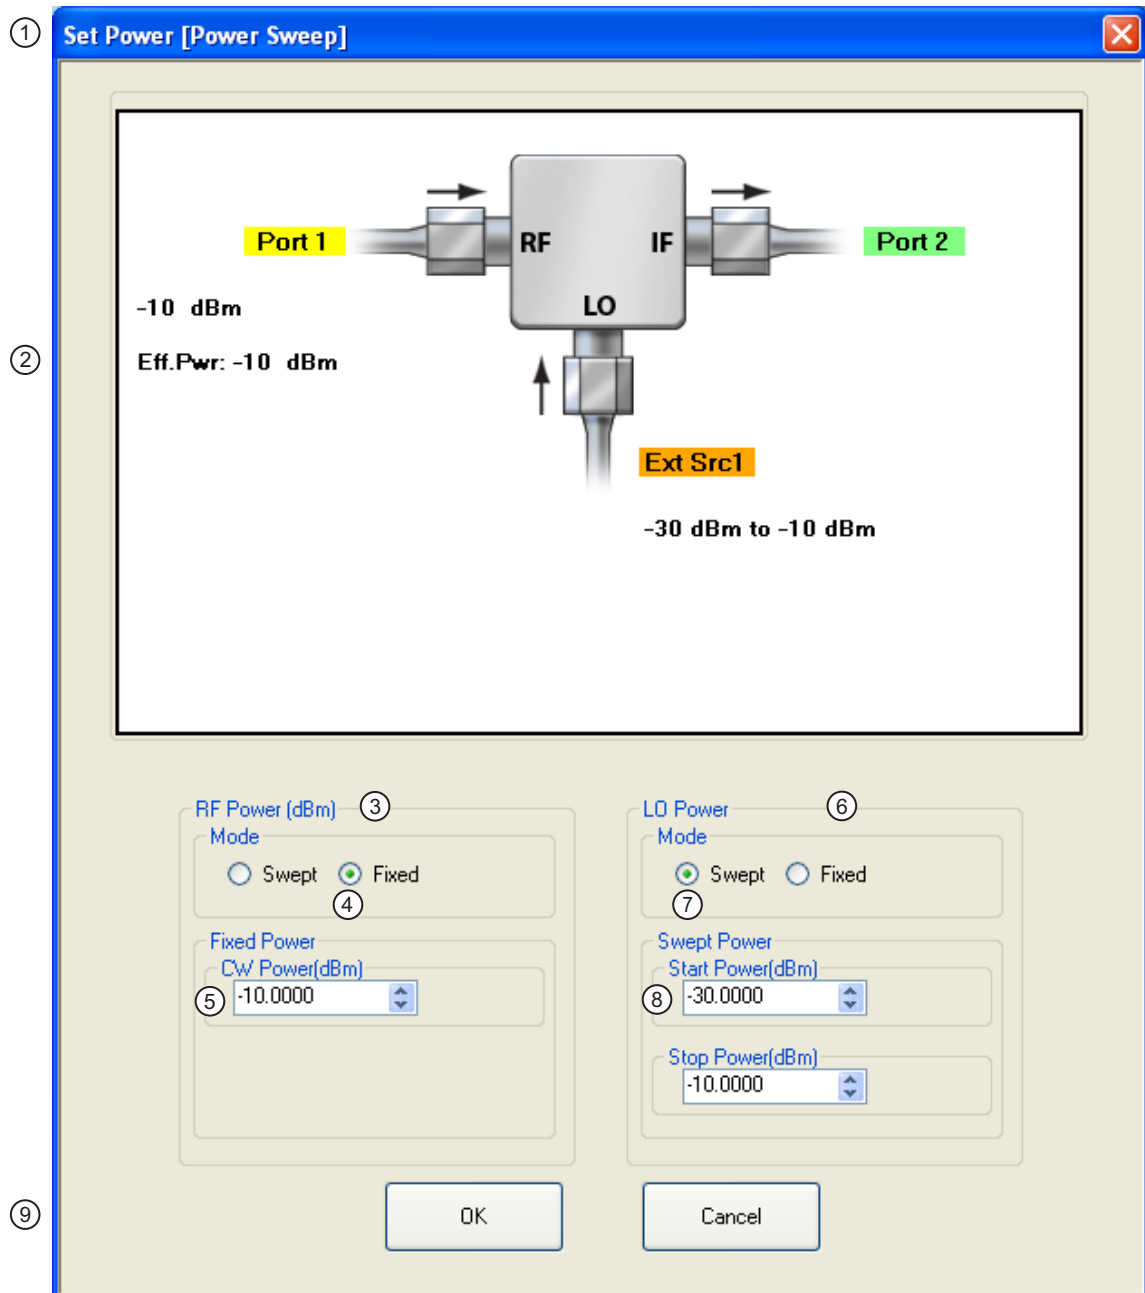 ① Set Power [Power Sweep]
Port 1 RF IF Port 2
LO
-10 dBm
② Eff.Pwr: -10 dBm
Ext Src1
-30 dBm to -10 dBm
RF Power (dBm) ③
Mode
Swept Fixed
④
Fixed Power
CW Power(dBm)
⑤ -10.0000
LO Power ⑥
Mode
Swept Fixed
⑦
Swept Power
Start Power(dBm)
⑧ -30.0000
Stop Power(dBm)
-10.0000
⑨ OK Cancel